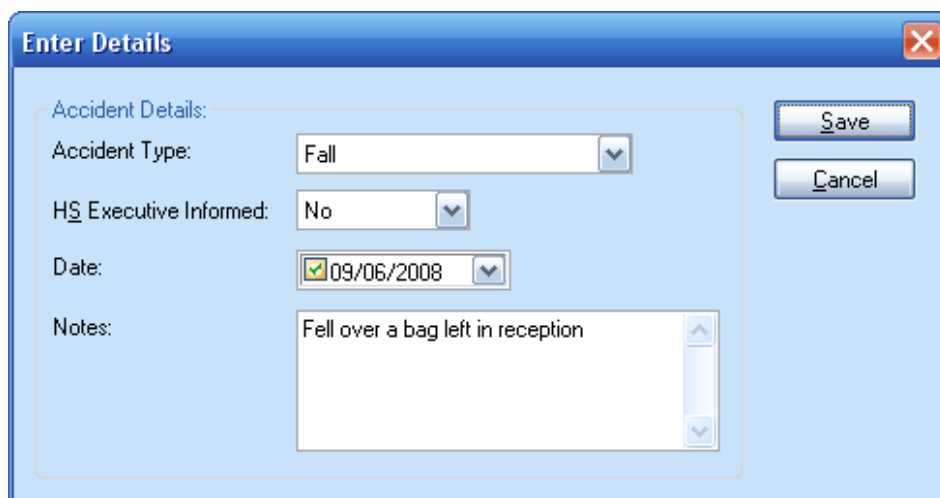 Enter Details
Accident Details:
Accident Type: Fall
HS Executive Informed: No
Date: 09/06/2008
Notes: Fell over a bag left in reception
Save
Cancel